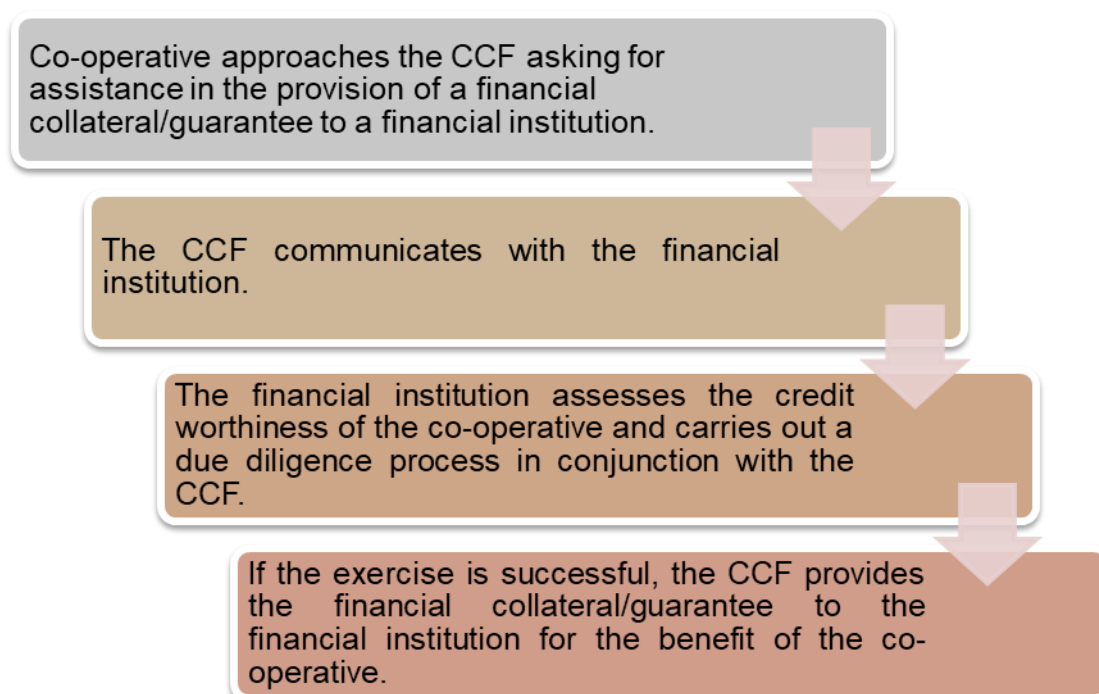 Co-operative approaches the CCF asking for
assistance in the provision of a financial
collateral/guarantee to a financial institution.
The CCF communicates with the financial
institution.
The financial institution assesses the credit
worthiness of the co-operative and carries out a
due diligence process in conjunction with the
CCF.
If the exercise is successful, the CCF provides
the financial collateral/guarantee to the
financial institution for the benefit of the co-
operative.